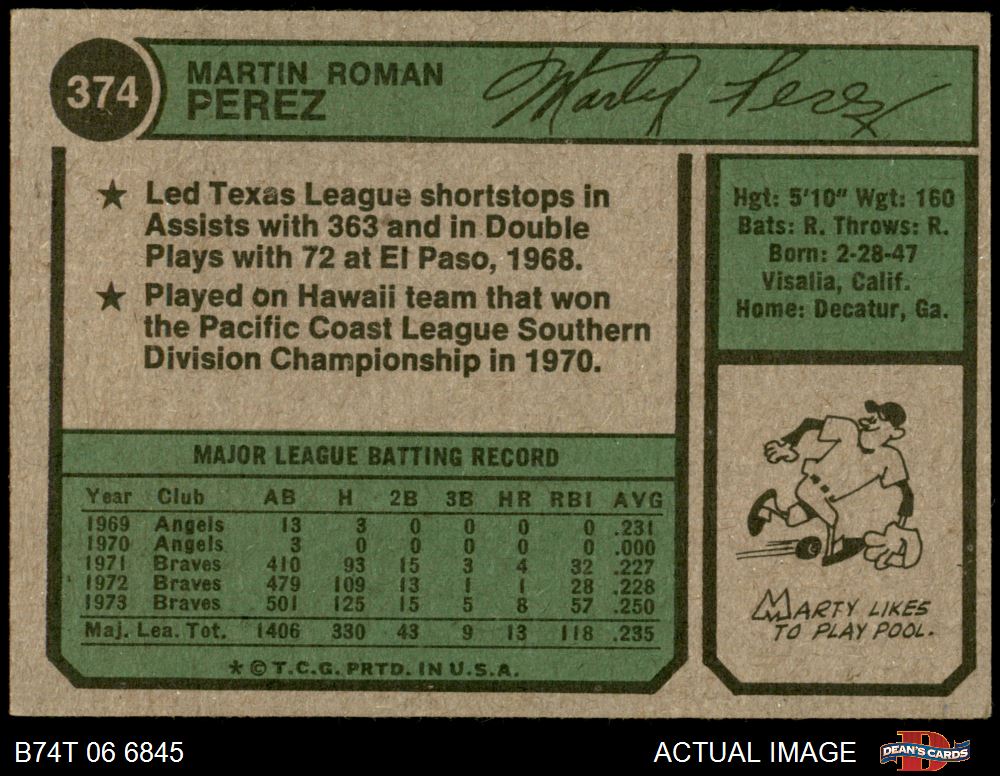 374
MARTIN ROMAN
PEREZ
Marty Perez
★ Led Texas League shortstops in
Assists with 363 and in Double
Plays with 72 at El Paso, 1968.
★ Played on Hawaii team that won
the Pacific Coast League Southern
Division Championship in 1970.
Hgt: 5'10" Wgt: 160
Bats: R. Throws: R.
Born: 2-28-47
Visalia, Calif.
Home: Decatur, Ga.
MAJOR LEAGUE BATTING RECORD
Year Club AB H 2B 3B HR RBI AVG
1969 Angels 13 3 0 0 0 0 .231
1970 Angels 3 0 0 0 0 0 .000
1971 Braves 410 93 15 3 4 32 .227
1972 Braves 479 109 13 1 1 28 .228
1973 Braves 501 125 15 5 8 57 .250
Maj. Lea. Tot. 1406 330 43 9 13 118 .235
★ © T.C.G. PRTD. IN U.S.A.
MARTY LIKES
TO PLAY POOL.
B74T 06 6845
ACTUAL IMAGE
DEAN'S CARDS